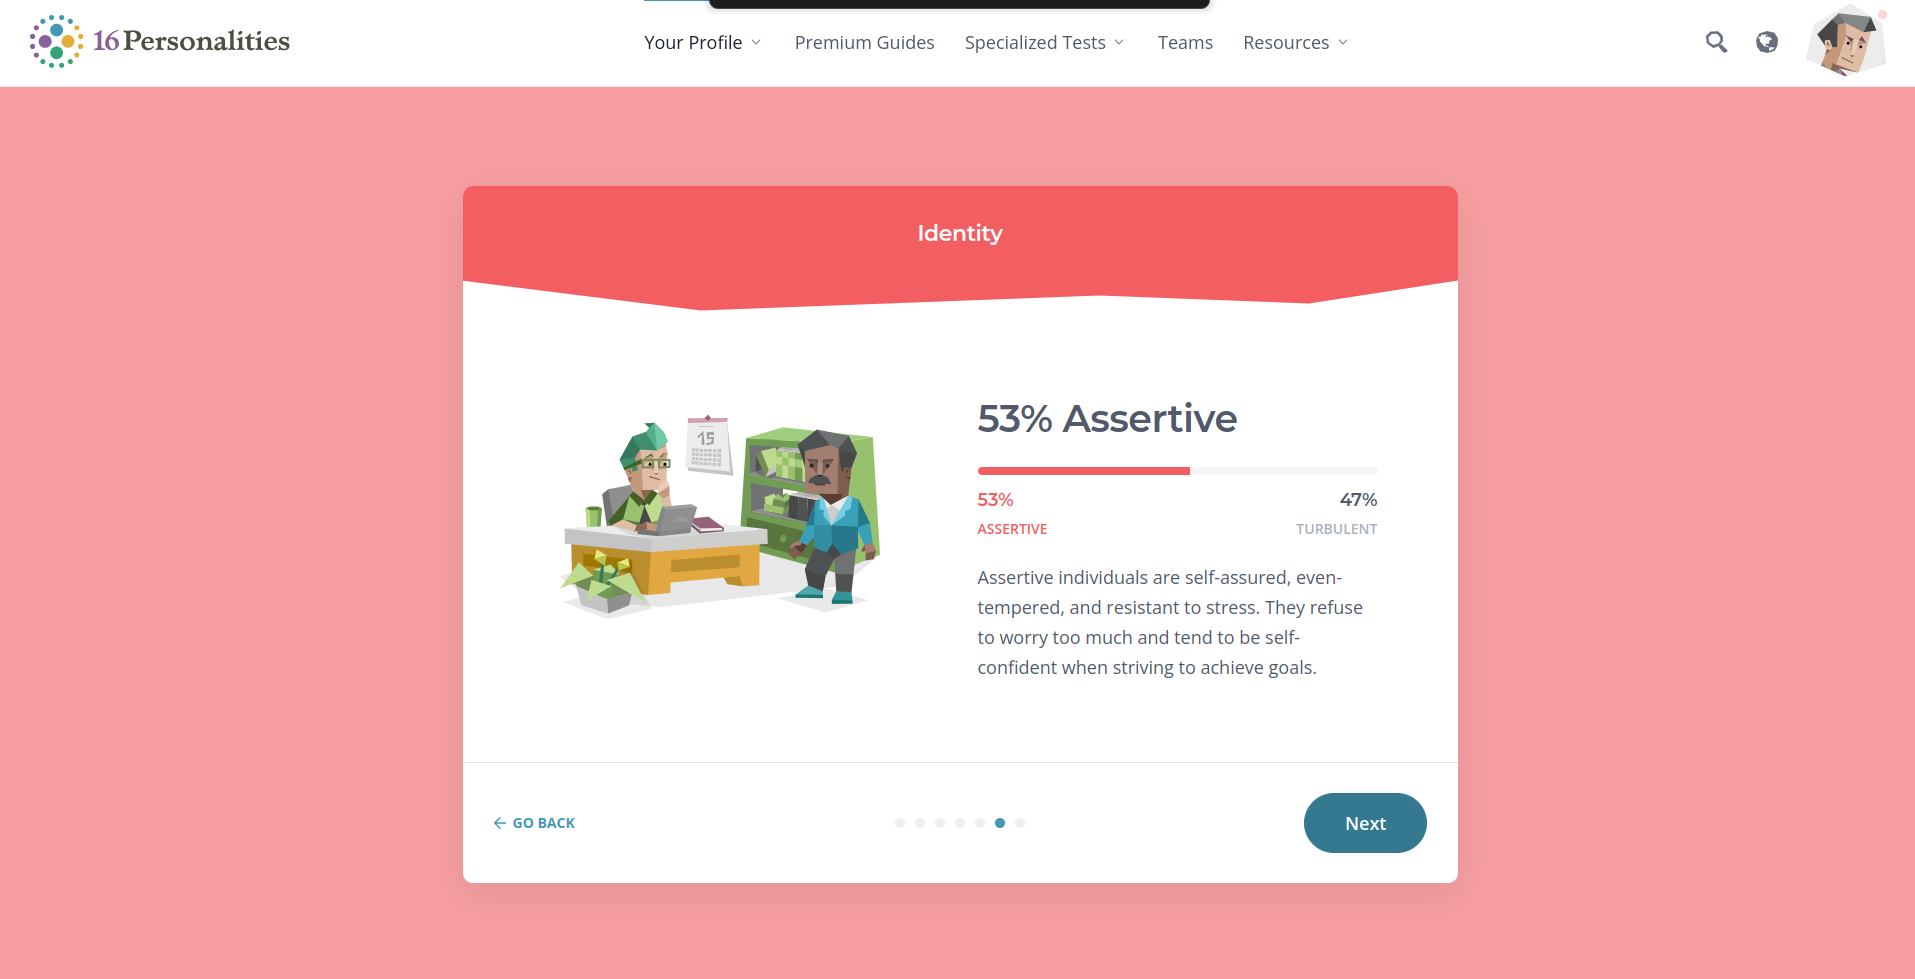 16Personalities
Your Profile
Premium Guides
Specialized Tests
Teams
Resources
Identity
15
53% Assertive
53%
47%
ASSERTIVE
TURBULENT
Assertive individuals are self-assured, even-
tempered, and resistant to stress. They refuse
to worry too much and tend to be self-
confident when striving to achieve goals.
GO BACK
Next